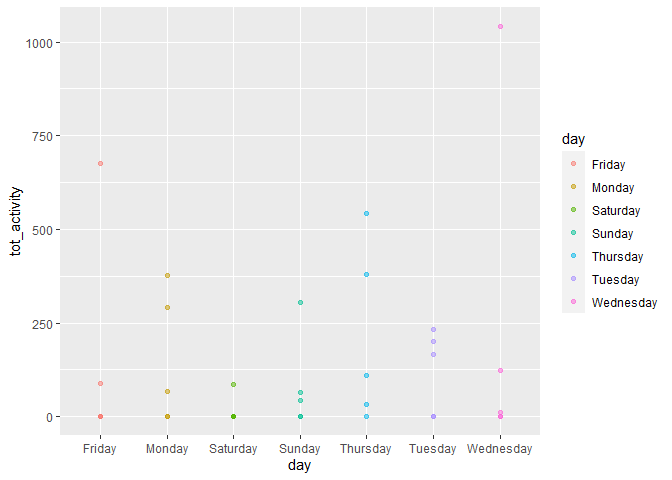 1000
750
500
250
0
tot_activity
Friday Monday Saturday Sunday Thursday Tuesday Wednesday
day
day
Friday
Monday
Saturday
Sunday
Thursday
Tuesday
Wednesday